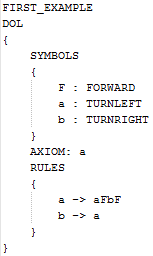 FIRST_EXAMPLE
DOL
{
SYMBOLS
{
F : FORWARD
a : TURNLEFT
b : TURNRIGHT
}
AXIOM: a
RULES
{
a -> aFbF
b -> a
}
}